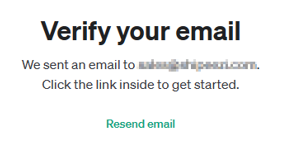 Verify your email
We sent an email to
Click the link inside to get started.
Resend email